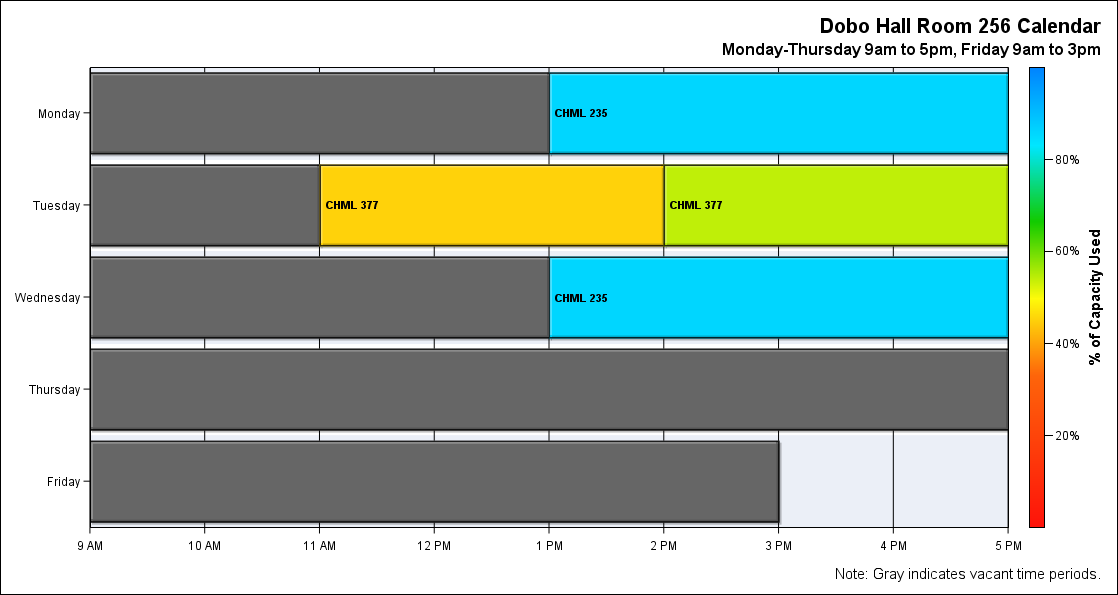 Dobo Hall Room 256 Calendar
Monday-Thursday 9am to 5pm, Friday 9am to 3pm
Monday
CHML 235
Tuesday
CHML 377
CHML 377
Wednesday
CHML 235
Thursday
Friday
9 AM
10 AM
11 AM
12 PM
1 PM
2 PM
3 PM
4 PM
5 PM
80%
60%
40%
20%
% of Capacity Used
Note: Gray indicates vacant time periods.